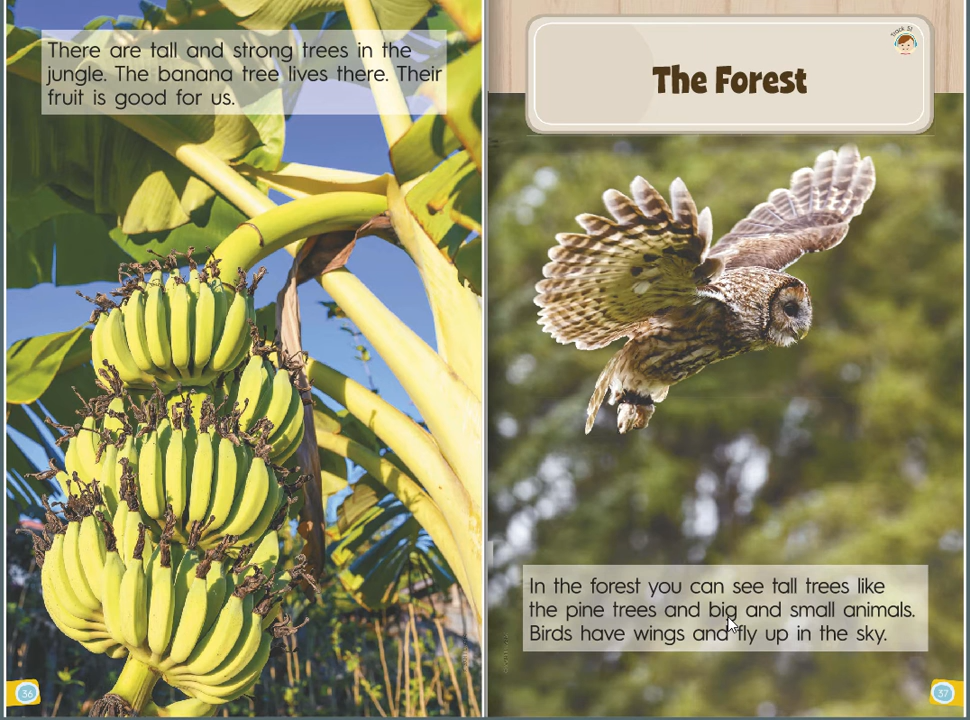 There are tall and strong trees in the
jungle. The banana tree lives there. Their
fruit is good for us.
36
Track 51
The Forest
In the forest you can see tall trees like
the pine trees and big and small animals.
Birds have wings and fly up in the sky.
37